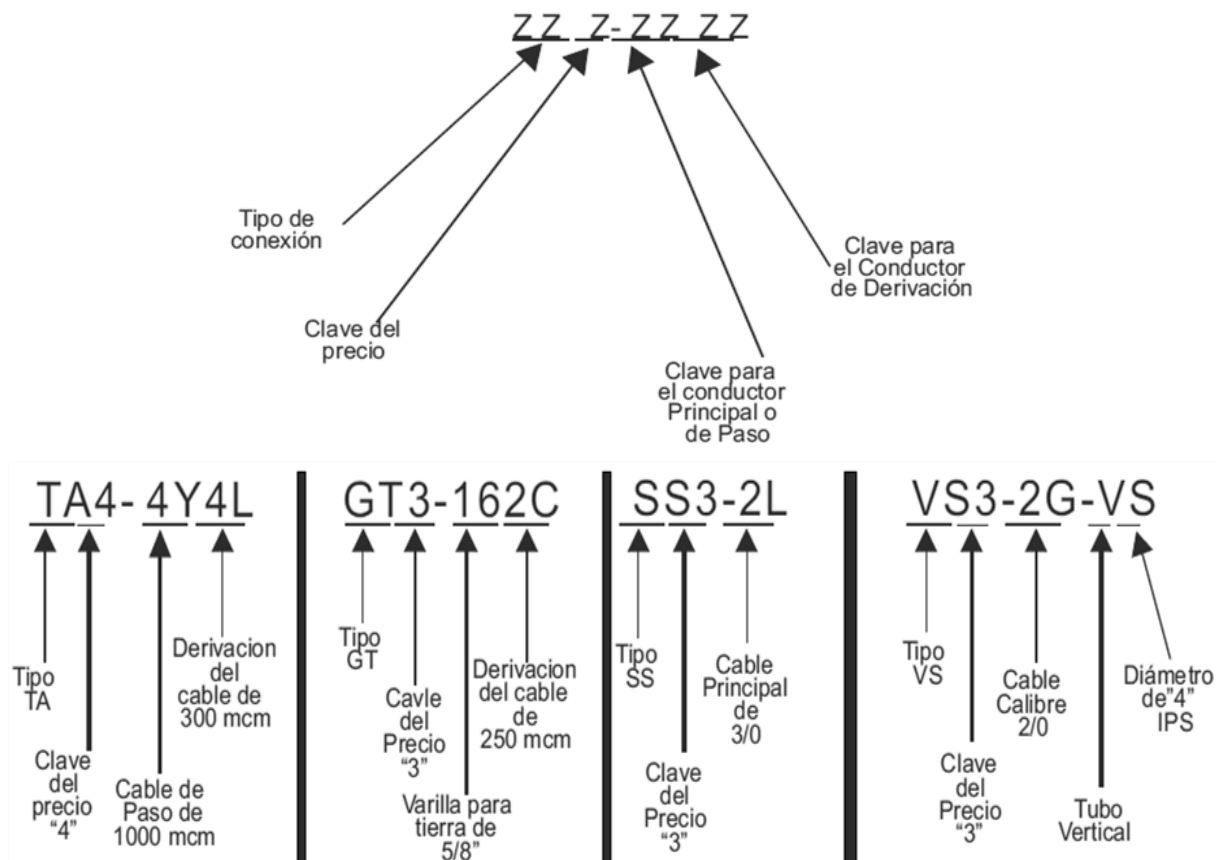 ZZ Z-ZZ ZZ
Tipo de
conexión
Clave del
precio
Clave para
el conductor
Principal o
de Paso
Clave para
el Conductor
de Derivación
TA4-4Y4L
Tipo
TA
Clave
del
precio
“4”
Cable de
Paso de
1000 mcm
Derivacion
del
cable de
300 mcm
GT3-162C
Tipo
GT
Cavle
del
Precio
“3”
Varilla para
tierra de
5/8”
Derivacion
del cable
de
250 mcm
SS3-2L
Tipo
SS
Clave
del
Precio
“3”
Cable
Principal
de
3/0
VS3-2G-VS
Tipo
VS
Clave
del
Precio
“3”
Cable
Calibre
2/0
Tubo
Vertical
Diámetro
de”4”
IPS